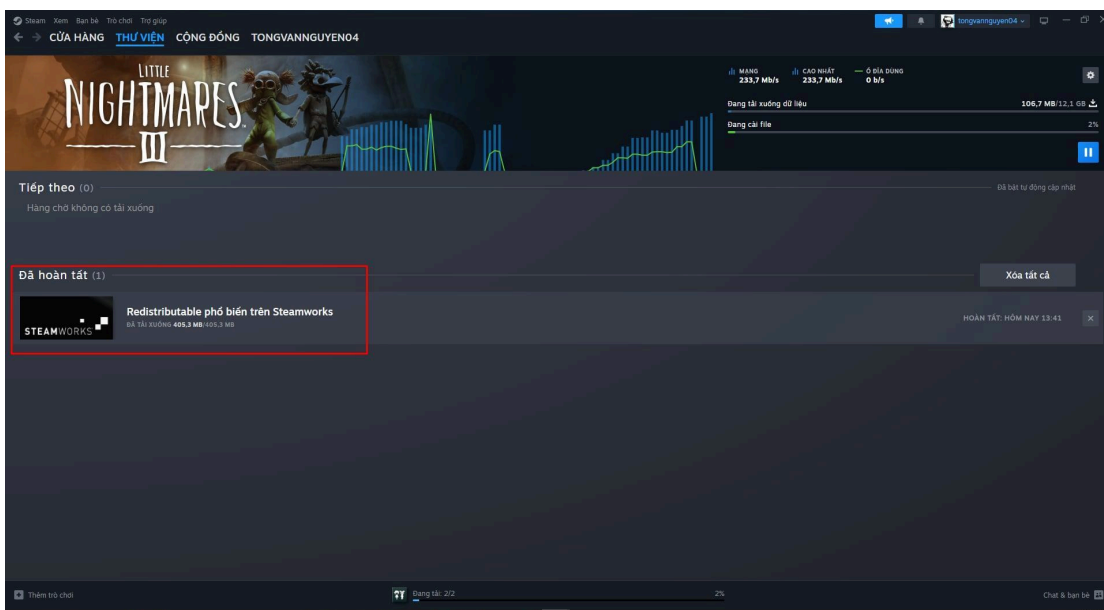 Steam Xem Bạn bè Trò chơi Trợ giúp
tongvannguyen04
CỬA HÀNG THƯ VIỆN CỘNG ĐỒNG TONGVANNGUYEN04
LITTLE
NIGHTMARES
III
MẠNG CAO NHẤT Ổ ĐĨA DÙNG
233,7 Mb/s 233,7 Mb/s 0 b/s
Đang tải xuống dữ liệu 106,7 MB/12,1 GB
Đang cài file 2%
Tiếp theo (0) Đã bật tự động cập nhật
Hàng chờ không có tải xuống
Đã hoàn tất (1) Xóa tất cả
STEAMWORKS
Redistributable phổ biến trên Steamworks
ĐÃ TẢI XUỐNG 405,3 MB/405,3 MB
HOÀN TẤT: HÔM NAY 13:41
Thêm trò chơi Đang tải: 2/2 2% Chat & bạn bè